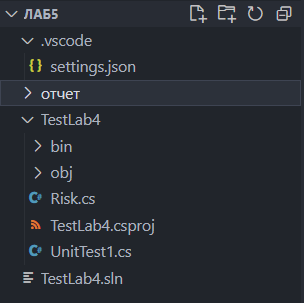 ЛАБ5
.vscode
{} settings.json
отчет
TestLab4
bin
obj
C# Risk.cs
TestLab4.csproj
C# UnitTest1.cs
TestLab4.sln